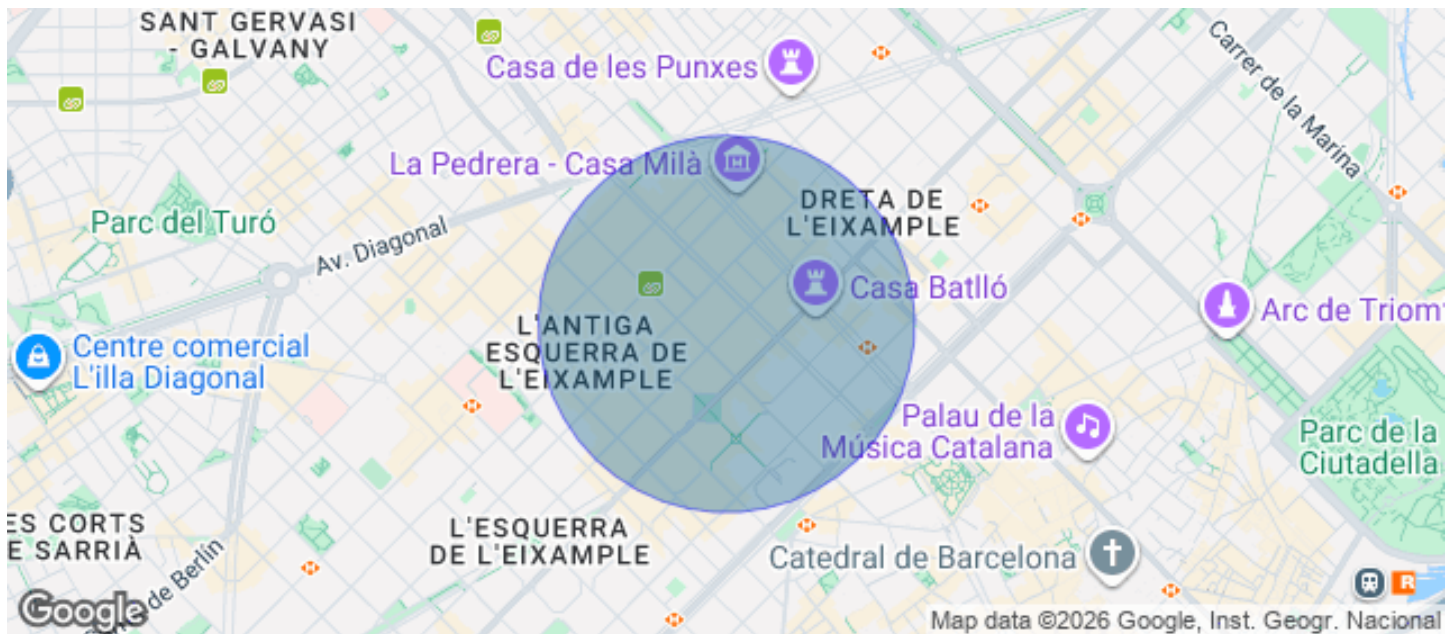 SANT GERVASI
- GALVANY
Casa de les Punxes
Carrer de la Marina
La Pedrera - Casa Milà
DRETA DE
L'EIXAMPLE
Parc del Turó
Av. Diagonal
Casa Batlló
Arc de Triom
L'ANTIGA
ESQUERRA DE
L'EIXAMPLE
Centre comercial
L'illa Diagonal
Palau de la
Música Catalana
Parc de la
Ciutadella
ES CORTS
E SARRIÀ
L'ESQUERRA
DE L'EIXAMPLE
de Berlín
Catedral de Barcelona
R
Google
Map data ©2026 Google, Inst. Geogr. Nacional